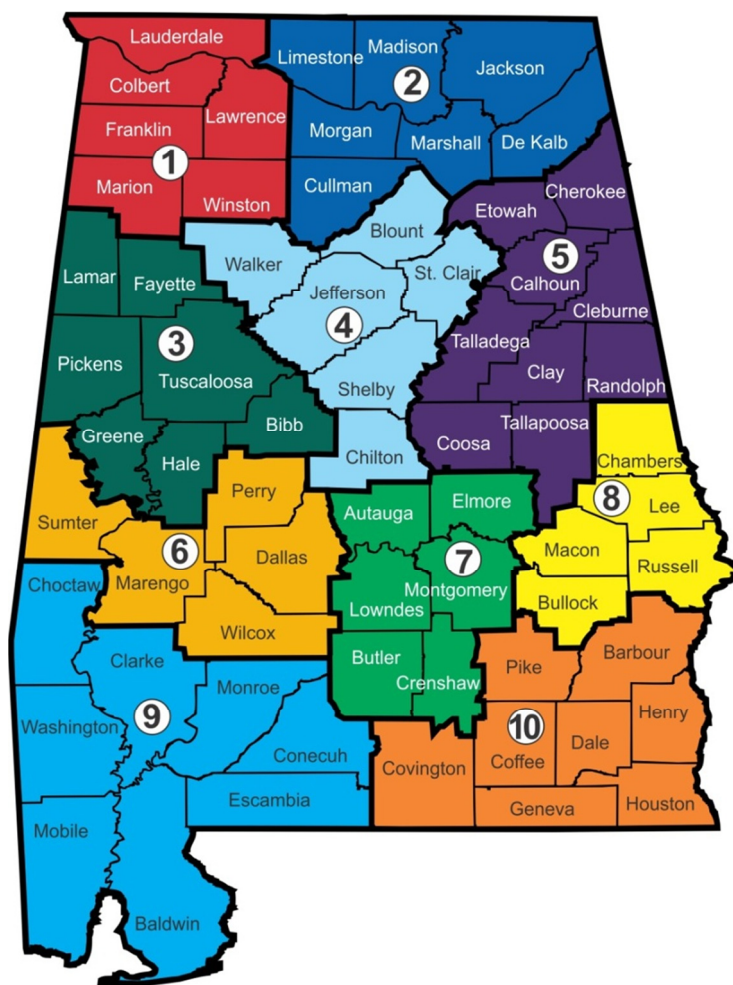 Lauderdale
Limestone
Madison
Jackson
2
Colbert
Lawrence
Franklin
Morgan
Marshall
De Kalb
1
Marion
Winston
Cullman
Cherokee
Etowah
Blount
Lamar
Fayette
Walker
St. Clair
5
Calhoun
Jefferson
4
Cleburne
3
Pickens
Tuscaloosa
Talladega
Clay
Shelby
Randolph
Bibb
Greene
Hale
Tallapoosa
Coosa
Chilton
Chambers
Perry
Elmore
8
Autauga
Lee
Sumter
6
Dallas
7
Macon
Russell
Choctaw
Marengo
Montgomery
Bullock
Lowndes
Wilcox
Clarke
Butler
Pike
Barbour
Monroe
Crenshaw
9
Washington
10
Henry
Conecuh
Covington
Coffee
Dale
Escambia
Geneva
Houston
Mobile
Baldwin